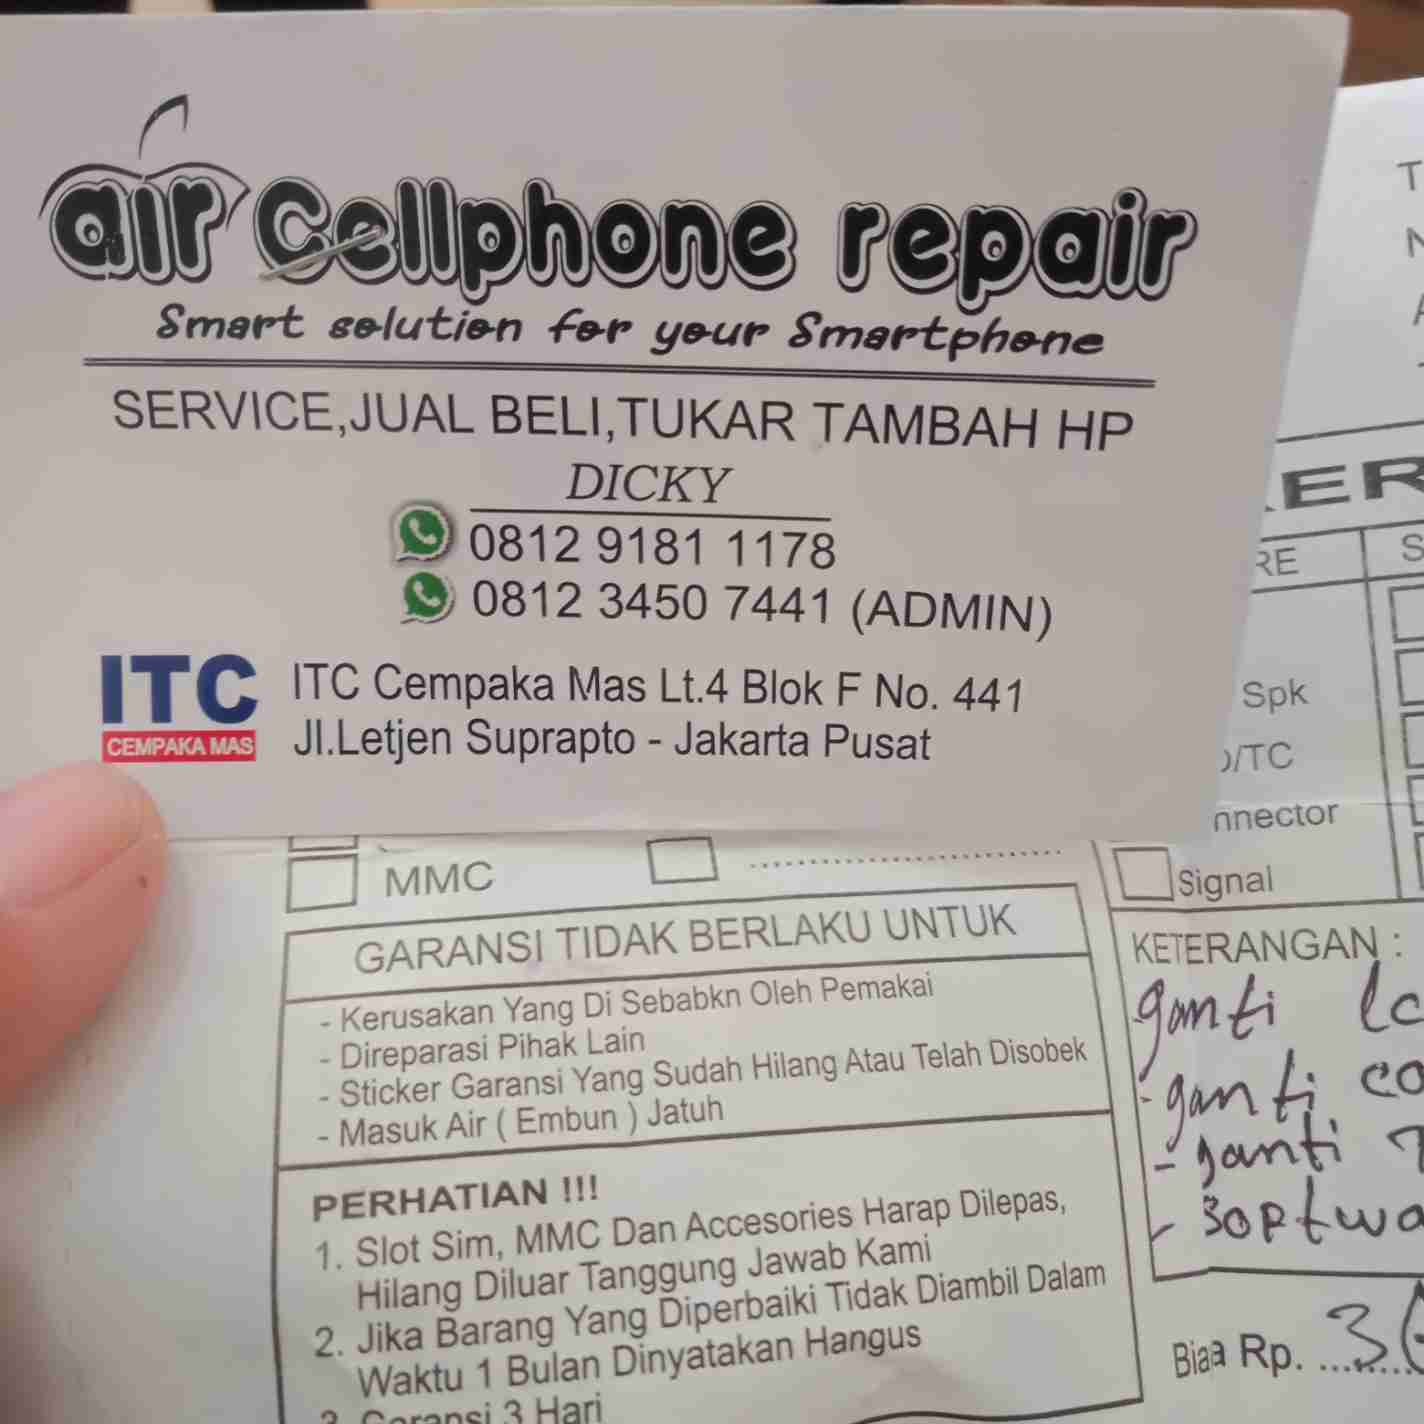 air Cellphone repair
Smart solution for your Smartphone
SERVICE,JUAL BELI,TUKAR TAMBAH HP
DICKY
0812 9181 1178
0812 3450 7441 (ADMIN)
ITC
CEMPAKA MAS
ITC Cempaka Mas Lt.4 Blok F No. 441
Jl.Letjen Suprapto - Jakarta Pusat
Spk
MMC
Signal
GARANSI TIDAK BERLAKU UNTUK
- Kerusakan Yang Di Sebabkn Oleh Pemakai
- Direparasi Pihak Lain
- Sticker Garansi Yang Sudah Hilang Atau Telah Disobek
- Masuk Air ( Embun ) Jatuh
PERHATIAN !!!
1. Slot Sim, MMC Dan Accesories Harap Dilepas,
Hilang Diluar Tanggung Jawab Kami
2. Jika Barang Yang Diperbaiki Tidak Diambil Dalam
Waktu 1 Bulan Dinyatakan Hangus
3. Garansi 3 Hari
KETERANGAN :
ganti
- ganti
- ganti
Biaa Rp.